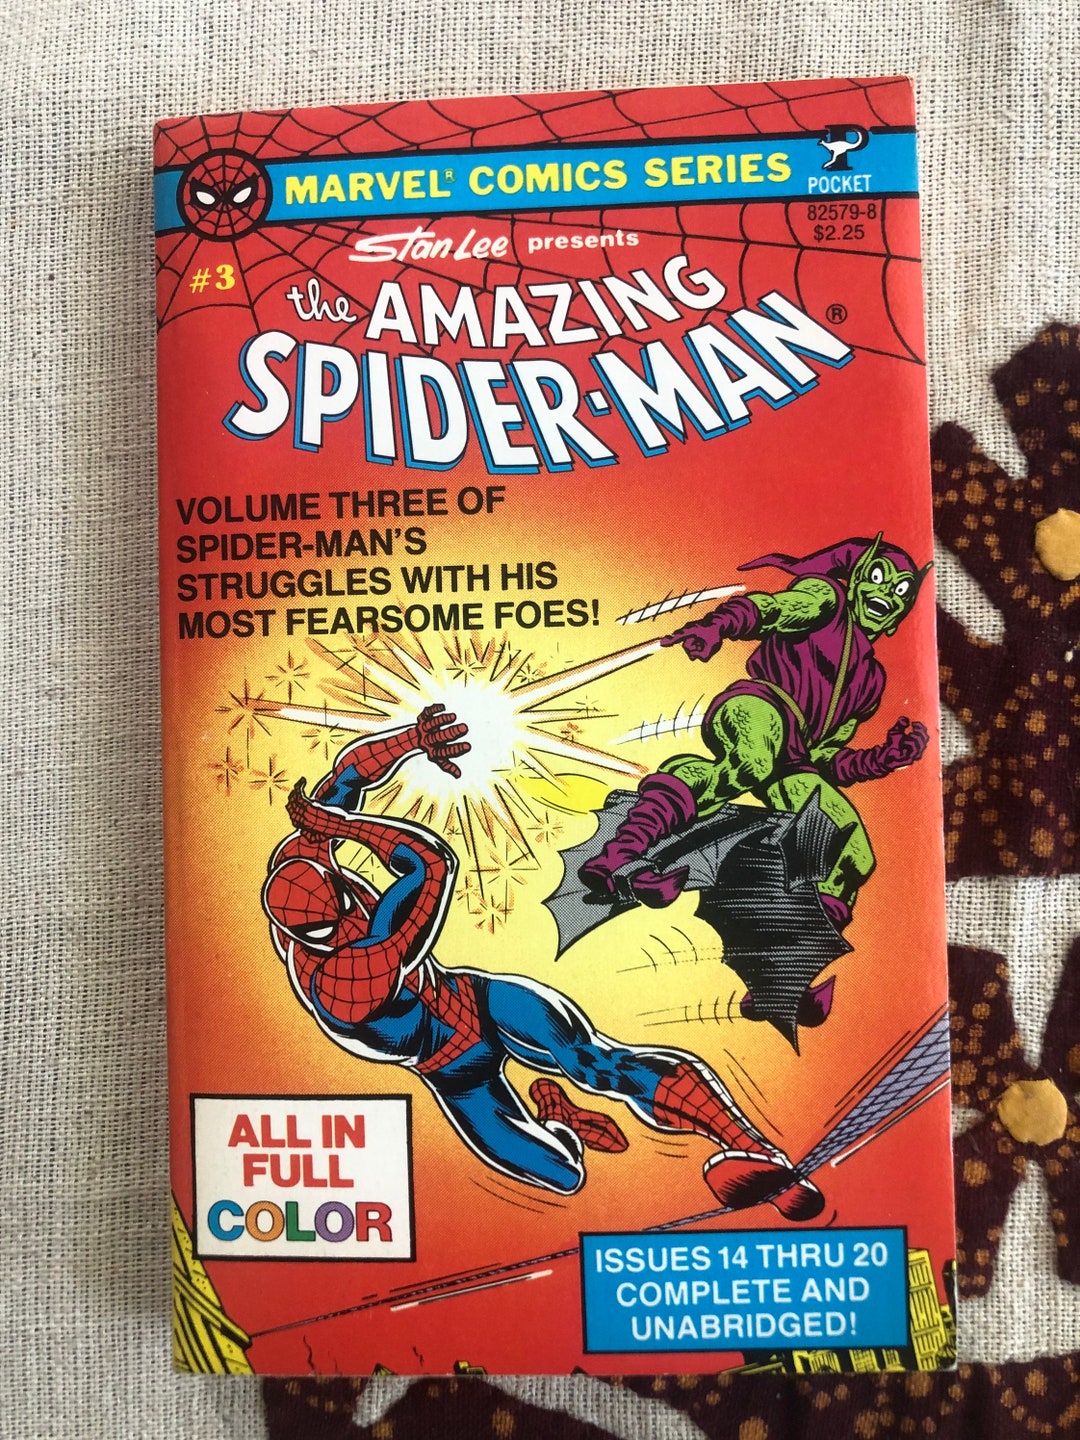 MARVEL® COMICS SERIES
P
POCKET
82579-8
$2.25
#3
Stan Lee presents
the AMAZING
SPIDER-MAN®
VOLUME THREE OF
SPIDER-MAN'S
STRUGGLES WITH HIS
MOST FEARSOME FOES!
ALL IN
FULL
COLOR
ISSUES 14 THRU 20
COMPLETE AND
UNABRIDGED!